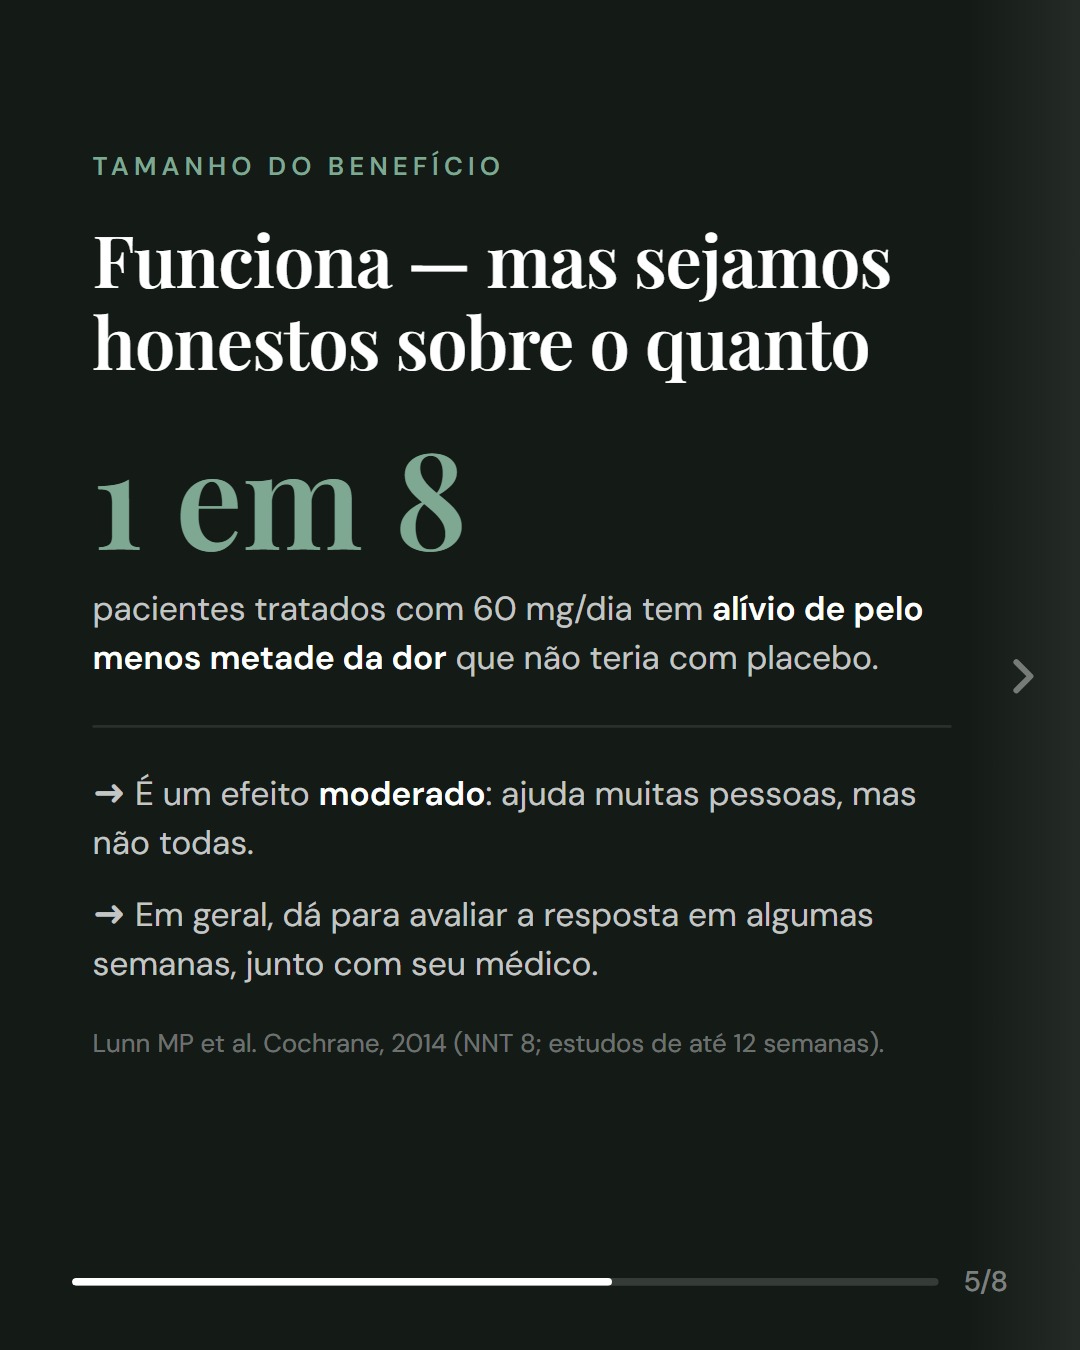 TAMANHO DO BENEFÍCIO
Funciona — mas sejamos
honestos sobre o quanto
1 em 8
pacientes tratados com 60 mg/dia tem alívio de pelo
menos metade da dor que não teria com placebo.
→ É um efeito moderado: ajuda muitas pessoas, mas
não todas.
→ Em geral, dá para avaliar a resposta em algumas
semanas, junto com seu médico.
Lunn MP et al. Cochrane, 2014 (NNT 8; estudos de até 12 semanas).
5/8